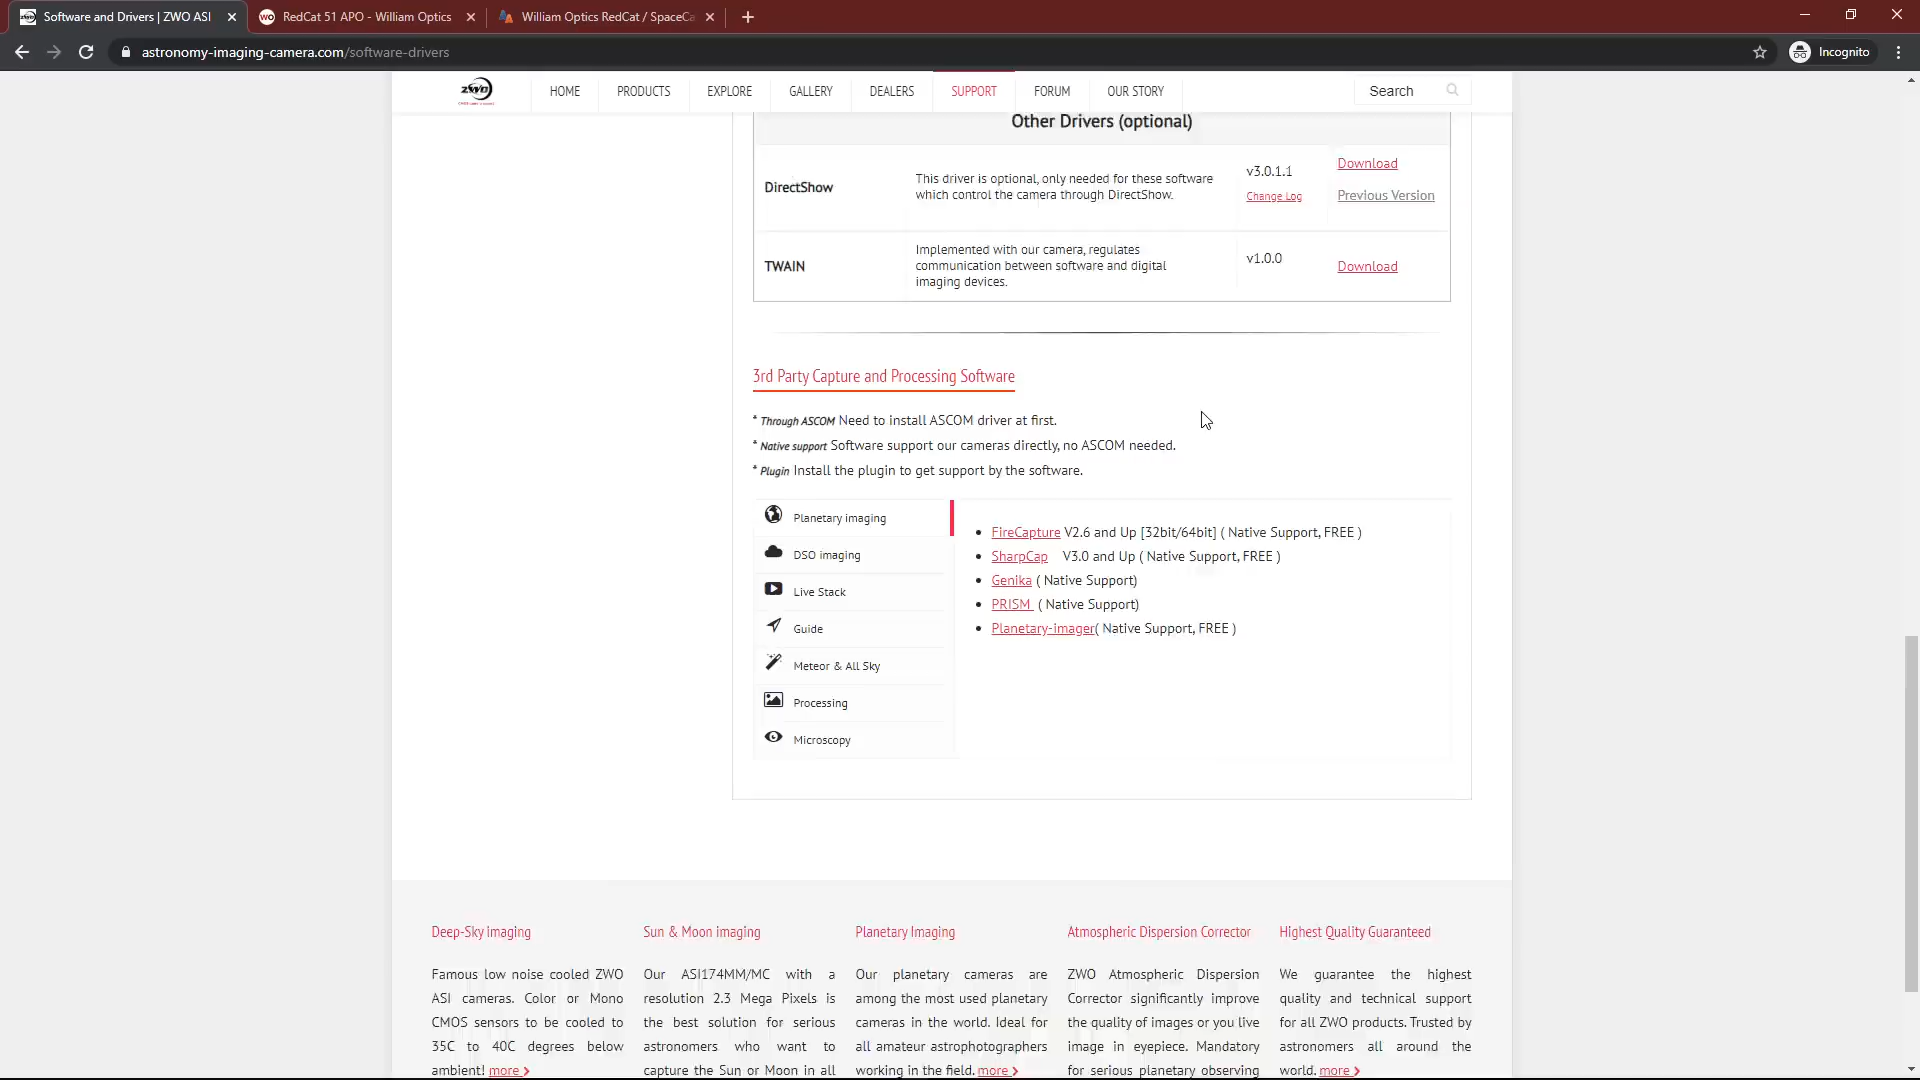 Software and Drivers | ZWO ASI
RedCat 51 APO - William Optics
William Optics RedCat / SpaceCa
astronomy-imaging-camera.com/software-drivers
Incognito
ZWO
HOME
PRODUCTS
EXPLORE
GALLERY
DEALERS
SUPPORT
FORUM
OUR STORY
Search
Other Drivers (optional)
DirectShow
This driver is optional, only needed for these software
which control the camera through DirectShow.
v3.0.1.1
Change Log
Download
Previous Version
TWAIN
Implemented with our camera, regulates
communication between software and digital
imaging devices.
v1.0.0
Download
3rd Party Capture and Processing Software
* Through ASCOM Need to install ASCOM driver at first.
* Native support Software support our cameras directly, no ASCOM needed.
* Plugin Install the plugin to get support by the software.
Planetary imaging
DSO imaging
Live Stack
Guide
Meteor & All Sky
Processing
Microscopy
• FireCapture V2.6 and Up [32bit/64bit] ( Native Support, FREE )
• SharpCap V3.0 and Up ( Native Support, FREE )
• Genika ( Native Support)
• PRISM ( Native Support)
• Planetary-imager( Native Support, FREE )
Deep-Sky imaging
Famous low noise cooled ZWO
ASI cameras. Color or Mono
CMOS sensors to be cooled to
35C to 40C degrees below
ambient! more >
Sun & Moon imaging
Our ASI174MM/MC with a
resolution 2.3 Mega Pixels is
the best solution for serious
astronomers who want to
capture the Sun or Moon in all
Planetary Imaging
Our planetary cameras are
among the most used planetary
cameras in the world. Ideal for
all amateur astrophotographers
working in the field. more >
Atmospheric Dispersion Corrector
ZWO Atmospheric Dispersion
Corrector significantly improve
the quality of images or you live
image in eyepiece. Mandatory
for serious planetary observing
Highest Quality Guaranteed
We guarantee the highest
quality and technical support
for all ZWO products. Trusted by
astronomers all around the
world. more >